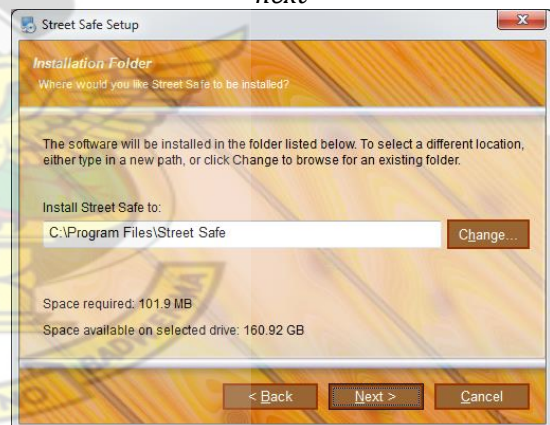 next
Street Safe Setup
Installation Folder
Where would you like Street Safe to be installed?
The software will be installed in the folder listed below. To select a different location,
either type in a new path, or click Change to browse for an existing folder.
Install Street Safe to:
C:\Program Files\Street Safe
Change...
Space required: 101.9 MB
Space available on selected drive: 160.92 GB
< Back
Next >
Cancel